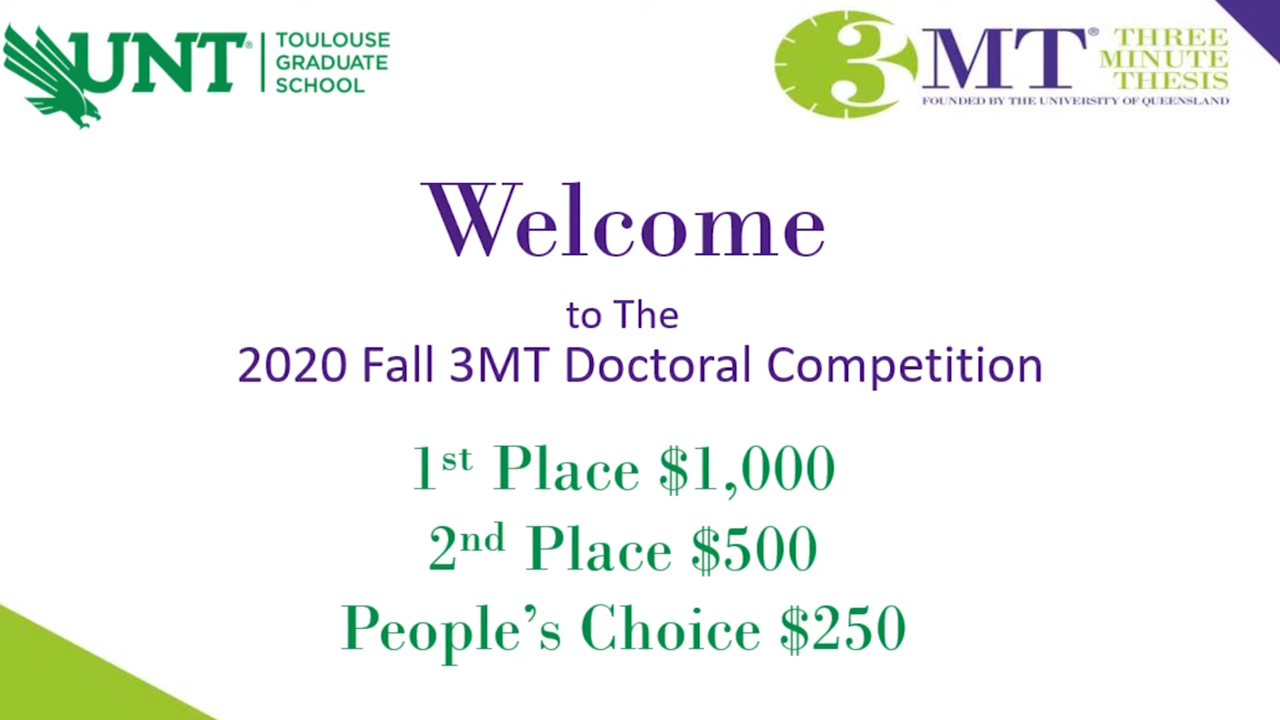 UNT®
TOULOUSE
GRADUATE
SCHOOL
3MT® THREE
MINUTE
THESIS
FOUNDED BY THE UNIVERSITY OF QUEENSLAND
Welcome
to The
2020 Fall 3MT Doctoral Competition
1st Place $1,000
2nd Place $500
People’s Choice $250